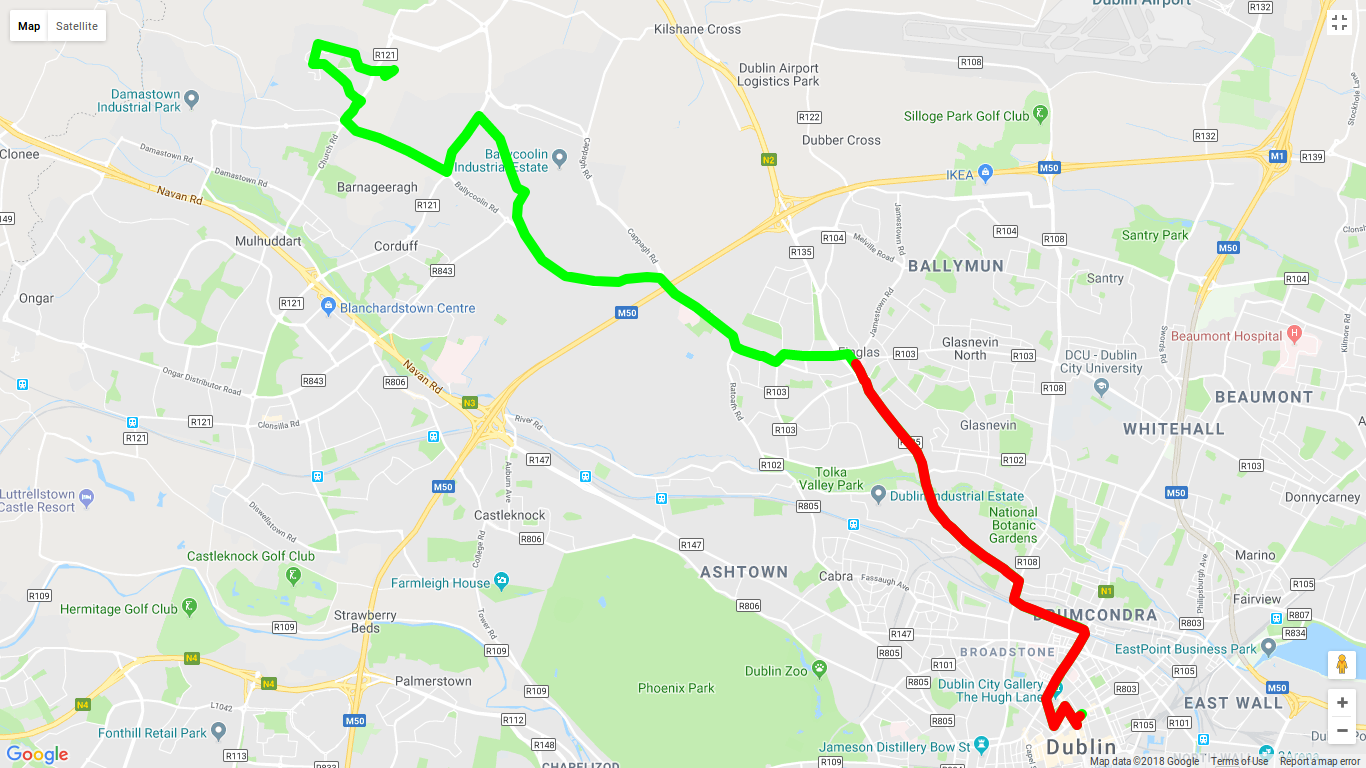 Map Satellite
Dublin Airport
R132
Kilshane Cross
R121
R108
Dublin Airport
Logistics Park
Damastown
Industrial Park
Silloge Park Golf Club
R122
Stockhole Ln
Dubber Cross
R132
Clonee
Church Rd
Damastown Rd
Cappagh Rd
N2
M1
R139
Industrial Estate
M50
IKEA
Damastown Rd
Navan Rd
Barnageeragh
Ballycoolin Rd
R121
149
Jamestown Rd
Mulhuddart
Corduff
Cappagh Rd
R104
Melville Road
R104
R108
Santry Park
M50
R135
BALLYMUN
R843
Santry
R104
Ongar
R121
Blanchardstown Centre
M50
Jamestown Rd
Swords Rd
Kilmore Rd
Beaumont Hospital
Finglas
R103
Glasnevin
North
R103
DCU - Dublin
City University
Navan Rd
Ongar Distributor Road
R843
R806
Ratoath Rd
R103
R108
BEAUMONT
N3
Clonsilla Rd
R121
R121
River Rd
R103
Glasnevin
WHITEHALL
R147
R102
R102
R103
Auburn Ave
M50
Tolka
Valley Park
Luttrellstown
Castle Resort
Dublin Industrial Estate
M50
Donnycarney
R805
Diswellstown Rd
Castleknock
National
Botanic
Gardens
College Rd
R806
R147
Castleknock Golf Club
Marino
R108
ASHTOWN
Cabra
Fassaugh Ave
Philipsburgh Ave
Farmleigh House
N1
R105
R109
Hermitage Golf Club
R806
Fairview
Strawberry
Beds
Tower Rd
DRUMCONDRA
R807
R109
R803
R834
R147
R109
R805
BROADSTONE
EastPoint Business Park
N4
R101
R105
Dublin Zoo
N4
Palmerstown
R805
Dublin City Gallery
The Hugh Lane
R803
M50
Phoenix Park
R109
N4
EAST WALL
L1042
M50
R112
R805
R105
R101
Fonthill Retail Park
R148
Jameson Distillery Bow St
Dublin
Google
R113
R833
CHAPELIZOD
R109
Map data ©2018 Google Terms of Use Report a map error